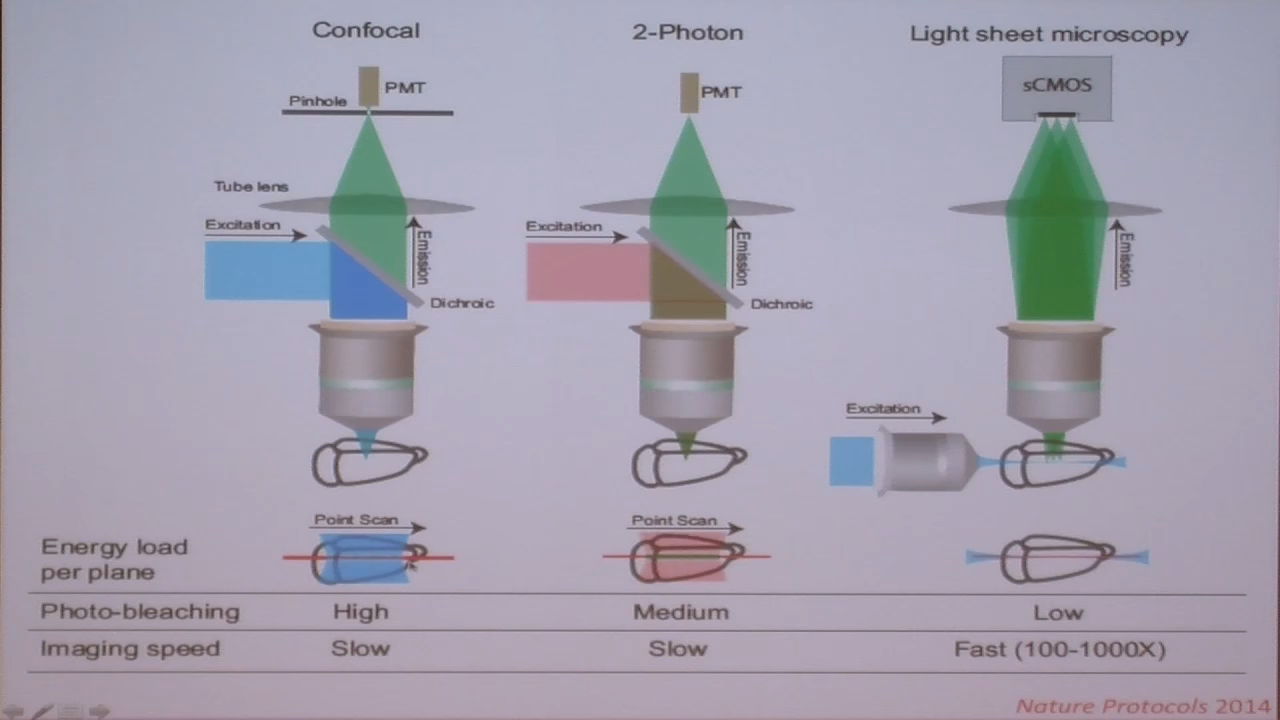 Confocal
2-Photon
Light sheet microscopy
PMT
Pinhole
PMT
sCMOS
Tube lens
Excitation
Emission
Dichroic
Excitation
Emission
Dichroic
Emission
Excitation
Point Scan
Point Scan
Energy load
per plane
Photo-bleaching High Medium Low
Imaging speed Slow Slow Fast (100-1000X)
Nature Protocols 2014